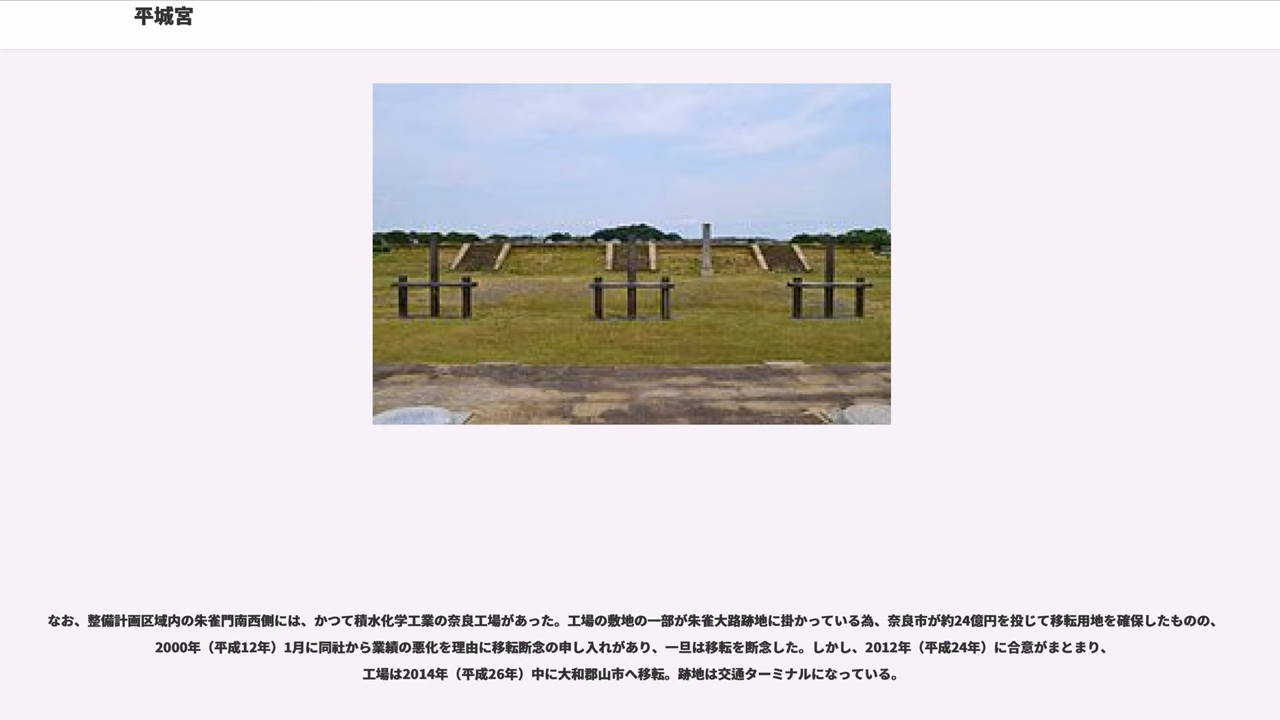 平城宮
なお、整備計画区域内の朱雀門南西側には、かつて積水化学工業の奈良工場があった。工場の敷地の一部が朱雀大路跡地に掛かっている為、奈良市が約24億円を投じて移転用地を確保したものの、
2000年（平成12年）1月に同社から業績の悪化を理由に移転断念の申し入れがあり、一旦は移転を断念した。しかし、2012年（平成24年）に合意がまとまり、
工場は2014年（平成26年）中に大和郡山市へ移転。跡地は交通ターミナルになっている。